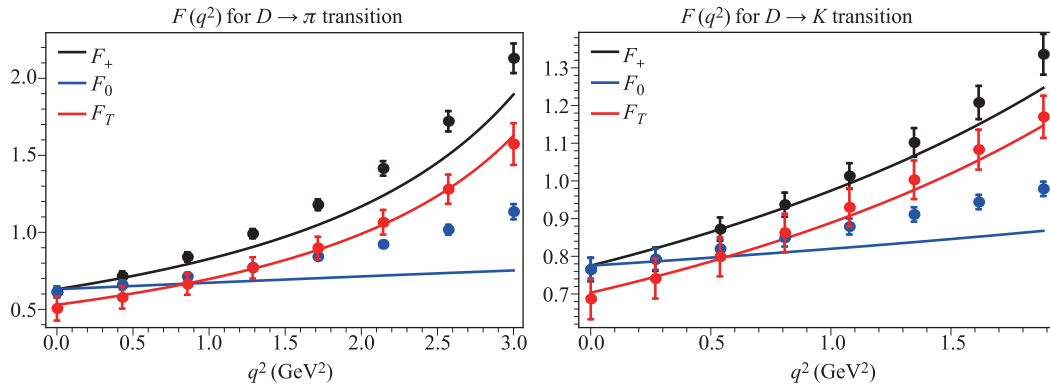 F (q²) for D → π transition
F₊
F₀
F_T
2.0
1.5
1.0
0.5
0.0 0.5 1.0 1.5 2.0 2.5 3.0
q² (GeV²)
F (q²) for D → K transition
F₊
F₀
F_T
1.3
1.2
1.1
1.0
0.9
0.8
0.7
0.0 0.5 1.0 1.5
q² (GeV²)